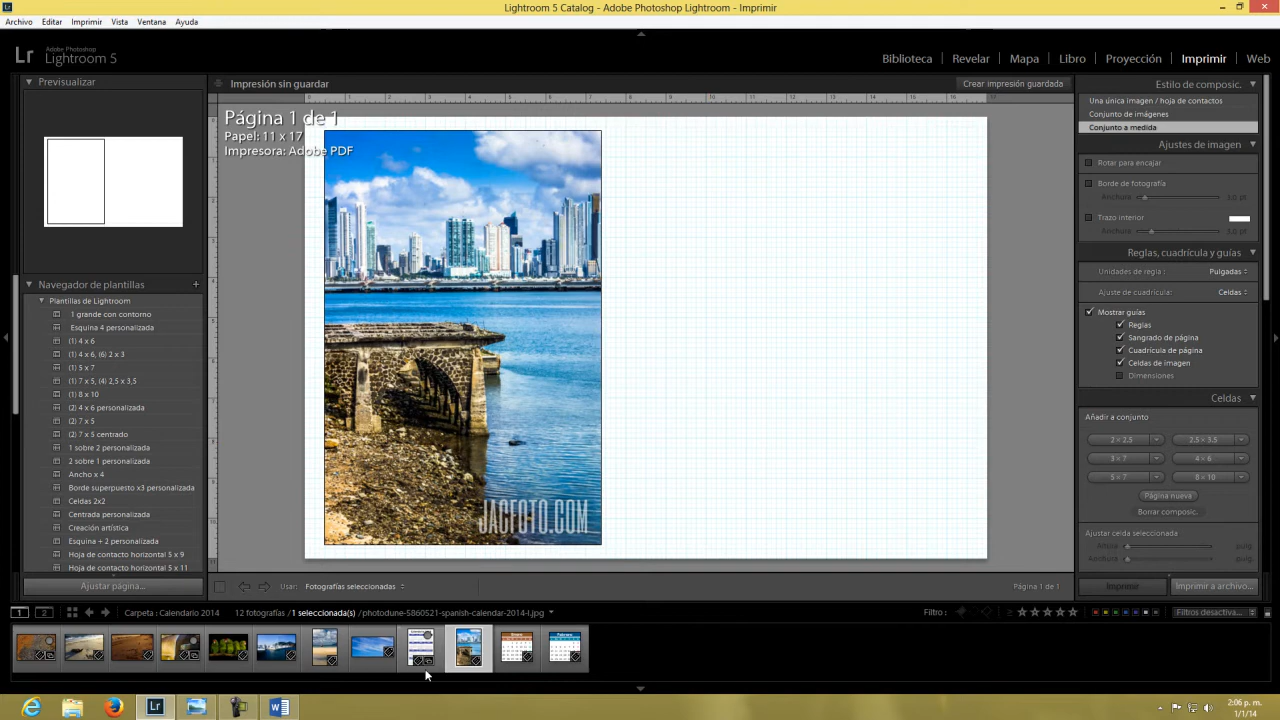 Lightroom 5 Catalog - Adobe Photoshop Lightroom - Imprimir
Archivo Editar Imprimir Vista Ventana Ayuda
Lr Adobe Photoshop
Lightroom 5
Biblioteca Revelar Mapa Libro Proyección Imprimir Web
Previsualizar
Impresión sin guardar
Crear impresión guardada
Página 1 de 1
Papel: 11 x 17
Impresora: Adobe PDF
JACFOTO.COM
Navegador de plantillas
Plantillas de Lightroom
1 grande con contorno
Esquina 4 personalizada
(1) 4 x 6
(1) 4 x 6, (6) 2 x 3
(1) 5 x 7
(1) 7 x 5, (4) 2,5 x 3,5
(1) 8 x 10
(2) 4 x 6 personalizada
(2) 7 x 5
(2) 7 x 5 centrado
1 sobre 2 personalizada
2 sobre 1 personalizada
Ancho x 4
Borde superpuesto x3 personalizada
Celdas 2x2
Centrada personalizada
Creación artística
Esquina + 2 personalizada
Hoja de contacto horizontal 5 x 9
Hoja de contacto horizontal 5 x 11
Ajustar página...
Estilo de composic.
Una única imagen / hoja de contactos
Conjunto de imágenes
Conjunto a medida
Ajustes de imagen
Rotar para encajar
Borde de fotografía
Anchura
Trazo interior
Anchura
Reglas, cuadrícula y guías
Unidades de regla : Pulgadas
Ajuste de cuadrícula: Celdas
Mostrar guías
Reglas
Sangrado de página
Cuadrícula de página
Celdas de imagen
Dimensiones
Celdas
Añadir a conjunto
2 × 2,5 2,5 × 3,5
3 × 7 4 × 6
5 × 7 8 × 10
Página nueva
Borrar composic.
Ajustar celda seleccionada
Altura pulg.
Anchura pulg.
Imprimir Imprimir a archivo...
Usar: Fotografías seleccionadas
Página 1 de 1
1 2 Carpeta : Calendario 2014 12 fotografías /1 seleccionada(s) /photodune-5860521-spanish-calendar-2014-l.jpg
Filtro : Filtros desactiva...
Enero Febrero
2:06 p. m.
1/1/14